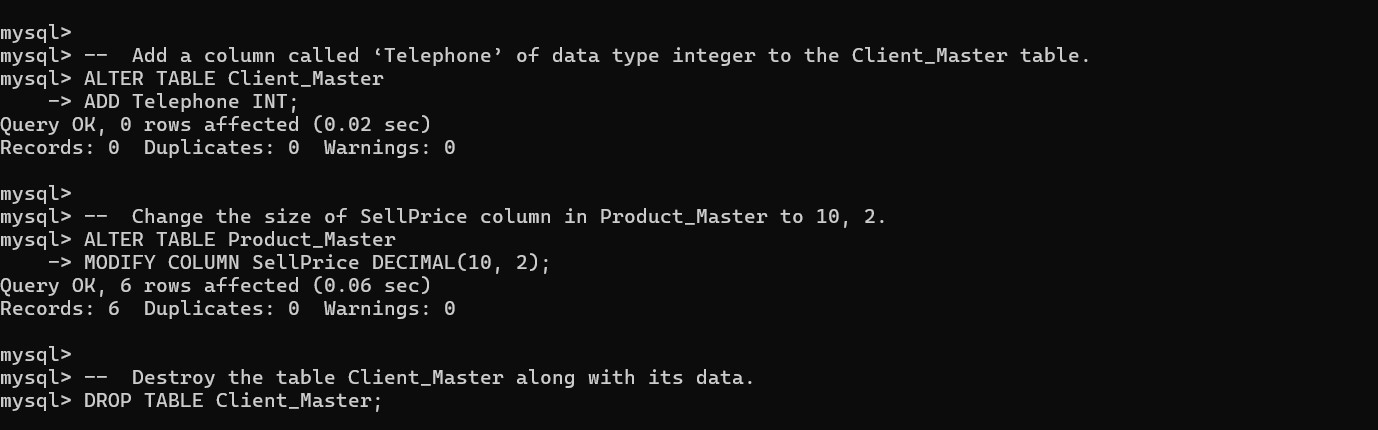 mysql>
mysql> --  Add a column called ‘Telephone’ of data type integer to the Client_Master table.
mysql> ALTER TABLE Client_Master
    -> ADD Telephone INT;
Query OK, 0 rows affected (0.02 sec)
Records: 0  Duplicates: 0  Warnings: 0

mysql>
mysql> --  Change the size of SellPrice column in Product_Master to 10, 2.
mysql> ALTER TABLE Product_Master
    -> MODIFY COLUMN SellPrice DECIMAL(10, 2);
Query OK, 6 rows affected (0.06 sec)
Records: 6  Duplicates: 0  Warnings: 0

mysql>
mysql> --  Destroy the table Client_Master along with its data.
mysql> DROP TABLE Client_Master;